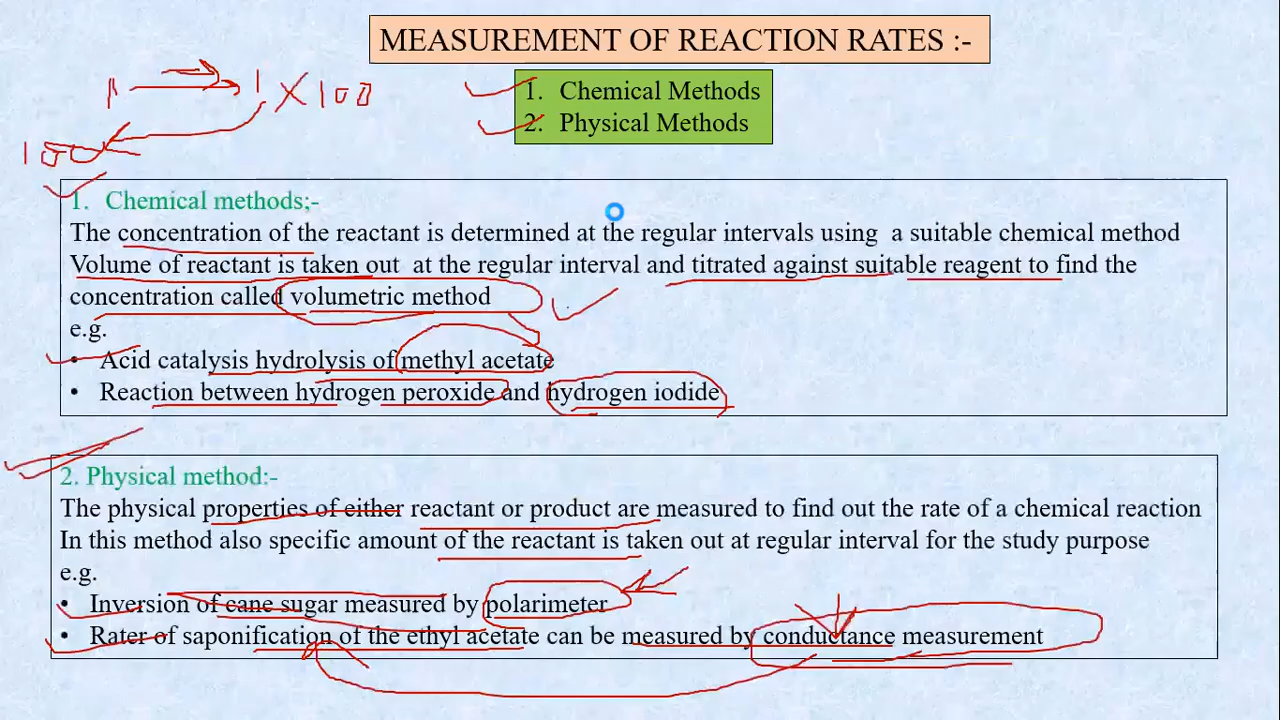 MEASUREMENT OF REACTION RATES :-
1. Chemical Methods
2. Physical Methods
1 X 100
100
1. Chemical methods;-
The concentration of the reactant is determined at the regular intervals using a suitable chemical method
Volume of reactant is taken out at the regular interval and titrated against suitable reagent to find the
concentration called volumetric method
e.g.
• Acid catalysis hydrolysis of methyl acetate
• Reaction between hydrogen peroxide and hydrogen iodide
2. Physical method:-
The physical properties of either reactant or product are measured to find out the rate of a chemical reaction
In this method also specific amount of the reactant is taken out at regular interval for the study purpose
e.g.
• Inversion of cane sugar measured by polarimeter
• Rater of saponification of the ethyl acetate can be measured by conductance measurement